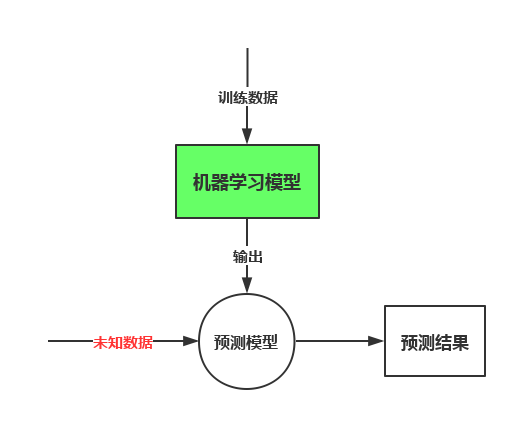 训练数据
机器学习模型
输出
未知数据
预测模型
预测结果